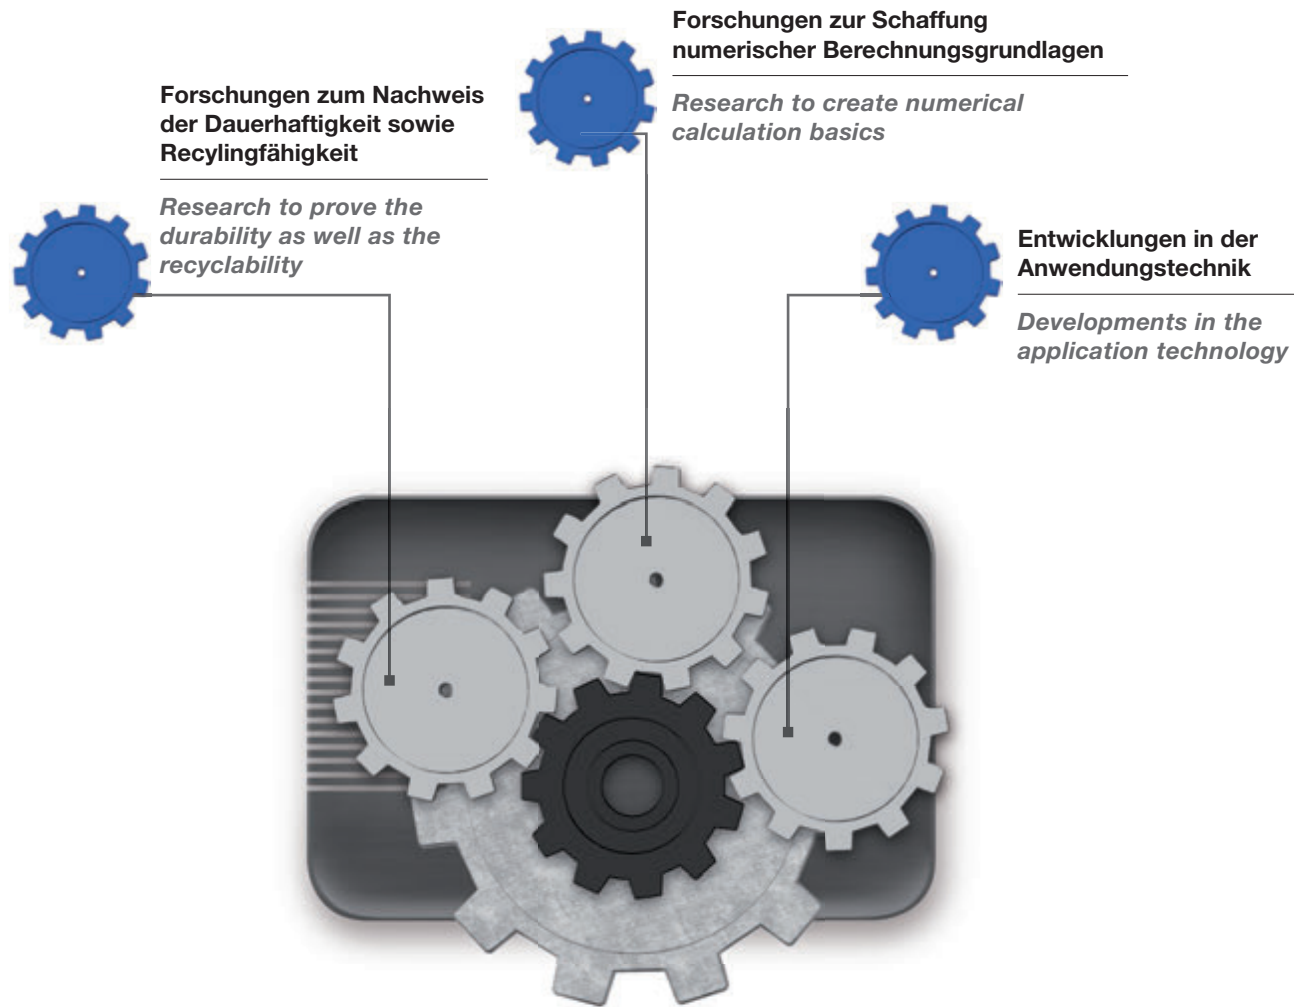 Forschungen zur Schaffung
numerischer Berechnungsgrundlagen
Research to create numerical
calculation basics
Forschungen zum Nachweis
der Dauerhaftigkeit sowie
Recylingfähigkeit
Research to prove the
durability as well as the
recyclability
Entwicklungen in der
Anwendungstechnik
Developments in the
application technology